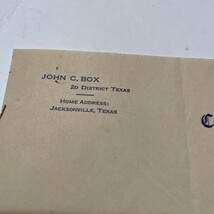 JOHN C. BOX
2D DISTRICT TEXAS
HOME ADDRESS:
JACKSONVILLE, TEXAS
C